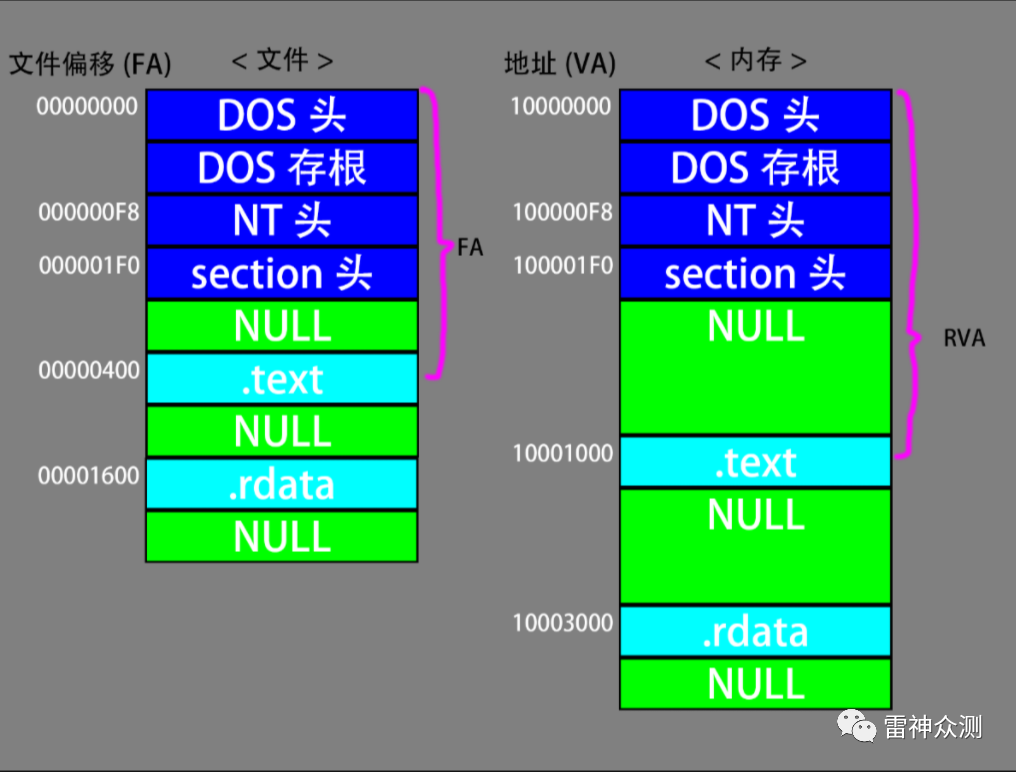 文件偏移 (FA)
< 文件 >
00000000
DOS 头
DOS 存根
000000F8
NT 头
000001F0
section 头
NULL
00000400
.text
NULL
00001600
.rdata
NULL
FA
地址 (VA)
< 内存 >
10000000
DOS 头
DOS 存根
100000F8
NT 头
100001F0
section 头
NULL
10001000
.text
NULL
10003000
.rdata
NULL
RVA
雷神众测